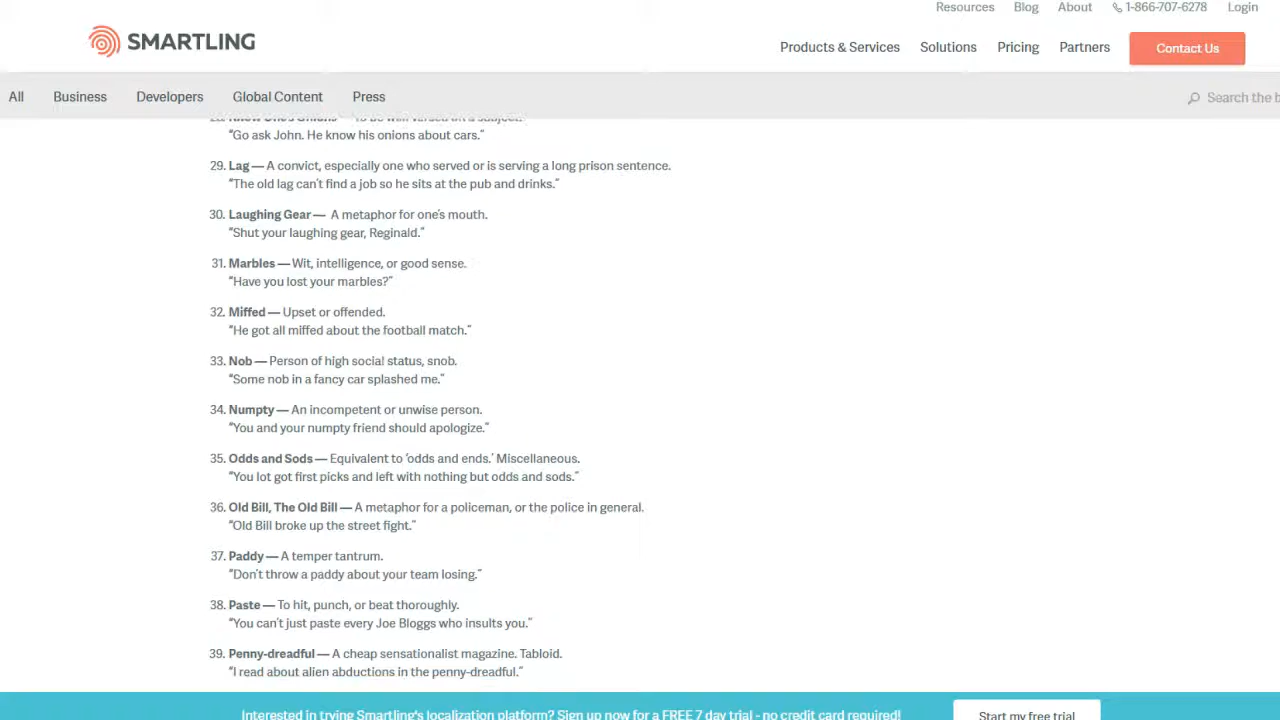 Resources Blog About 1-866-707-6278 Login
SMARTLING
Products & Services Solutions Pricing Partners Contact Us
All Business Developers Global Content Press Search the b
28. Know One's Onions — To be well versed on a subject.
“Go ask John. He know his onions about cars.”
29. Lag — A convict, especially one who served or is serving a long prison sentence.
“The old lag can’t find a job so he sits at the pub and drinks.”
30. Laughing Gear — A metaphor for one’s mouth.
“Shut your laughing gear, Reginald.”
31. Marbles — Wit, intelligence, or good sense.
“Have you lost your marbles?”
32. Miffed — Upset or offended.
“He got all miffed about the football match.”
33. Nob — Person of high social status, snob.
“Some nob in a fancy car splashed me.”
34. Numpty — An incompetent or unwise person.
“You and your numpty friend should apologize.”
35. Odds and Sods — Equivalent to ‘odds and ends.’ Miscellaneous.
“You lot got first picks and left with nothing but odds and sods.”
36. Old Bill, The Old Bill — A metaphor for a policeman, or the police in general.
“Old Bill broke up the street fight.”
37. Paddy — A temper tantrum.
“Don’t throw a paddy about your team losing.”
38. Paste — To hit, punch, or beat thoroughly.
“You can’t just paste every Joe Bloggs who insults you.”
39. Penny-dreadful — A cheap sensationalist magazine. Tabloid.
“I read about alien abductions in the penny-dreadful.”
Interested in trying Smartling's localization platform? Sign up now for a FREE 7 day trial - no credit card required! Start my free trial